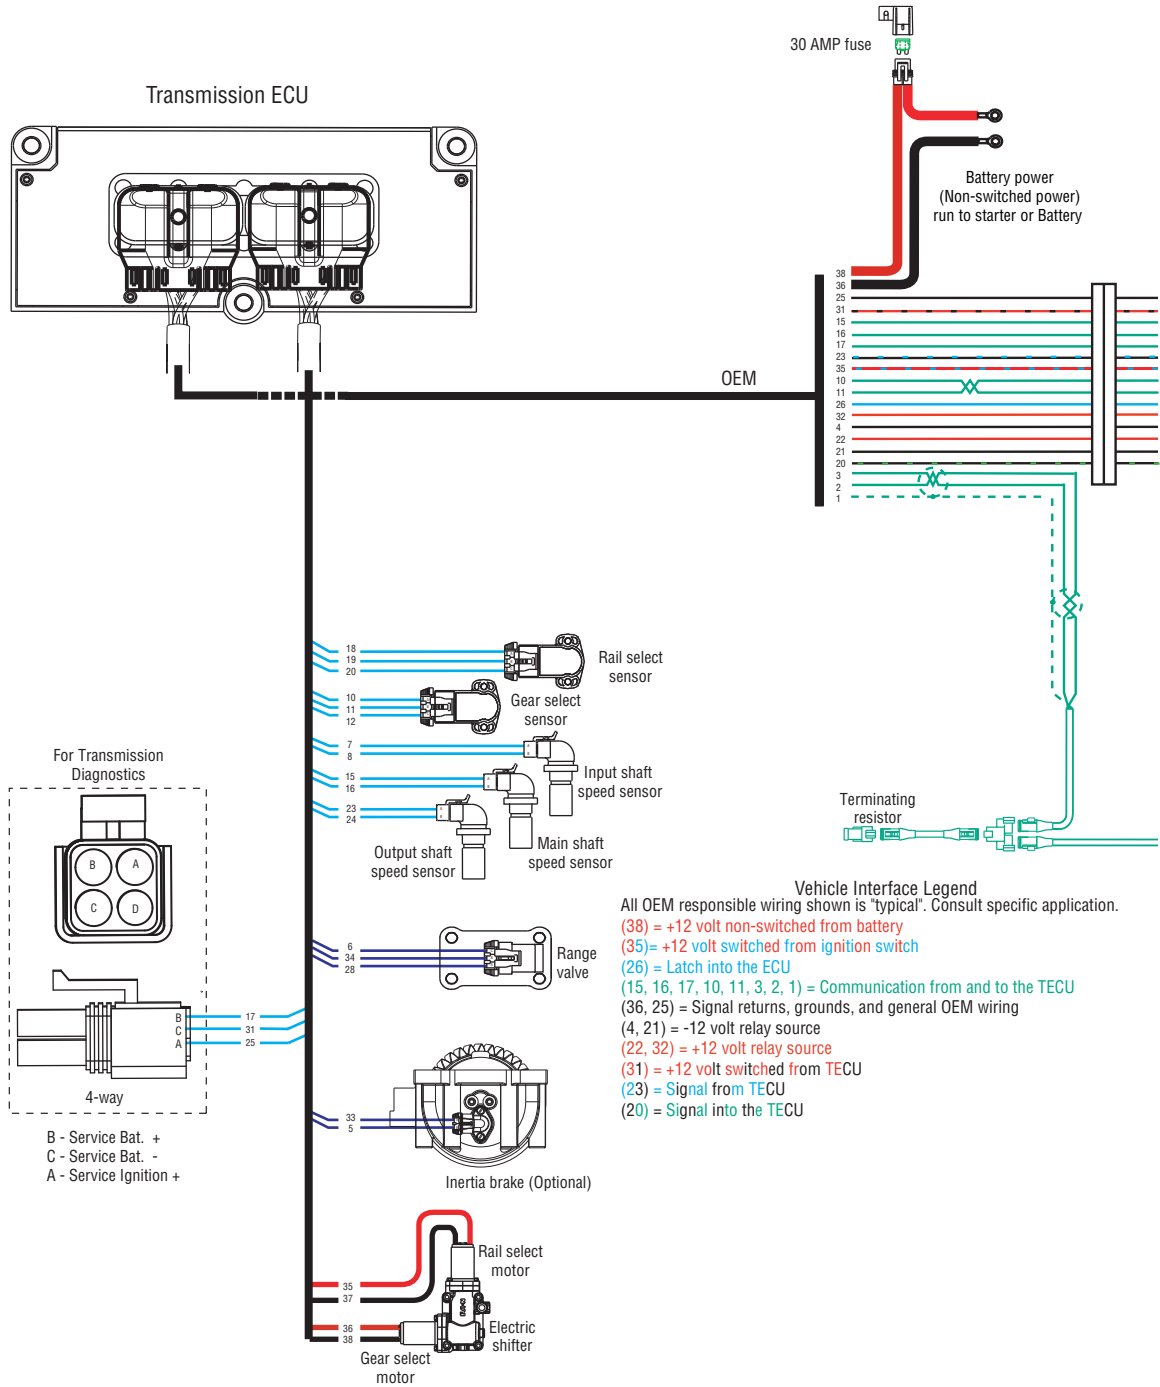 30 AMP fuse
Transmission ECU
Battery power
(Non-switched power)
run to starter or Battery
38
36
25
31
15
16
17
23
35
10
11
26
32
4
22
21
20
3
2
1
OEM
18
19
20
Rail select
sensor
10
11
12
Gear select
sensor
7
8
Input shaft
speed sensor
15
16
Main shaft
speed sensor
23
24
Output shaft
speed sensor
For Transmission
Diagnostics
B
A
C
D
B
C
A
17
31
25
4-way
B - Service Bat. +
C - Service Bat. -
A - Service Ignition +
6
34
28
Range
valve
33
5
Inertia brake (Optional)
Rail select
motor
35
37
36
38
Electric
shifter
Gear select
motor
Terminating
resistor
Vehicle Interface Legend
All OEM responsible wiring shown is "typical". Consult specific application.
(38) = +12 volt non-switched from battery
(35)= +12 volt switched from ignition switch
(26) = Latch into the ECU
(15, 16, 17, 10, 11, 3, 2, 1) = Communication from and to the TECU
(36, 25) = Signal returns, grounds, and general OEM wiring
(4, 21) = -12 volt relay source
(22, 32) = +12 volt relay source
(31) = +12 volt switched from TECU
(23) = Signal from TECU
(20) = Signal into the TECU